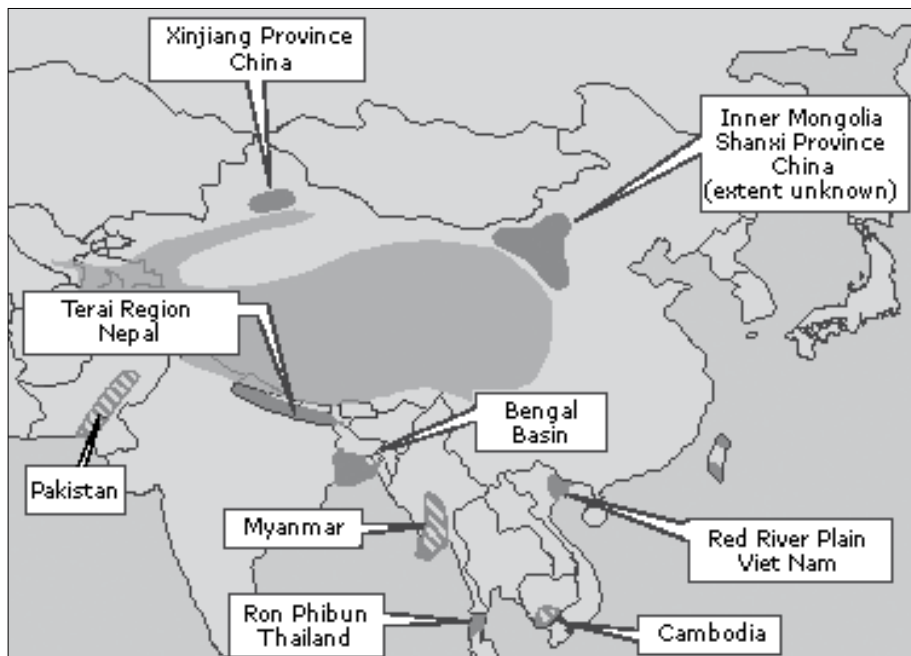 Xinjiang Province
China
Inner Mongolia
Shanxi Province
China
(extent unknown)
Terai Region
Nepal
Bengal
Basin
Pakistan
Myanmar
Red River Plain
Viet Nam
Ron Phibun
Thailand
Cambodia